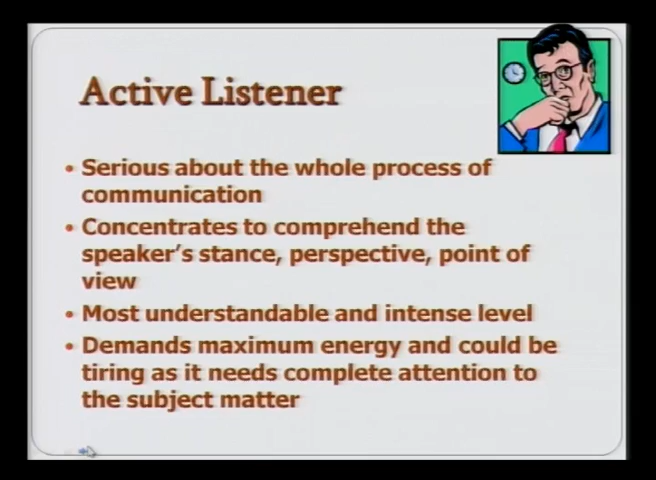 Active Listener
• Serious about the whole process of
communication
• Concentrates to comprehend the
speaker's stance, perspective, point of
view
• Most understandable and intense level
• Demands maximum energy and could be
tiring as it needs complete attention to
the subject matter